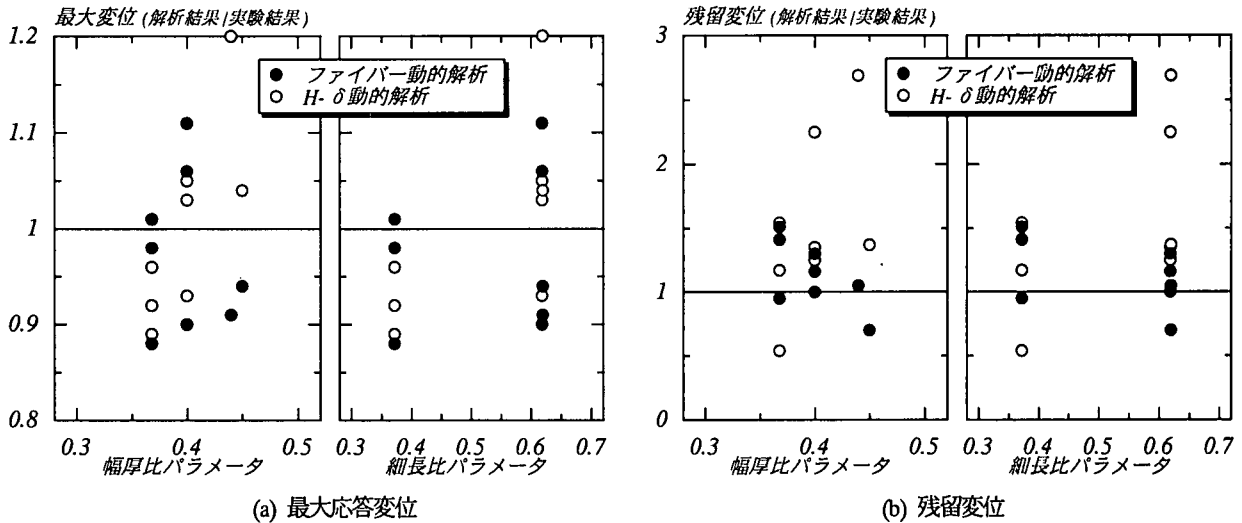 最大変位 (解析結果/実験結果)
1.2
1.1
1
0.9
0.8
ファイバー動的解析
H- δ動的解析
0.3 0.4 0.5
幅厚比パラメータ
0.3 0.4 0.5 0.6 0.7
細長比パラメータ
(a) 最大応答変位
残留変位 (解析結果/実験結果)
3
2
1
0
ファイバー動的解析
H- δ動的解析
0.3 0.4 0.5
幅厚比パラメータ
0.3 0.4 0.5 0.6 0.7
細長比パラメータ
(b) 残留変位